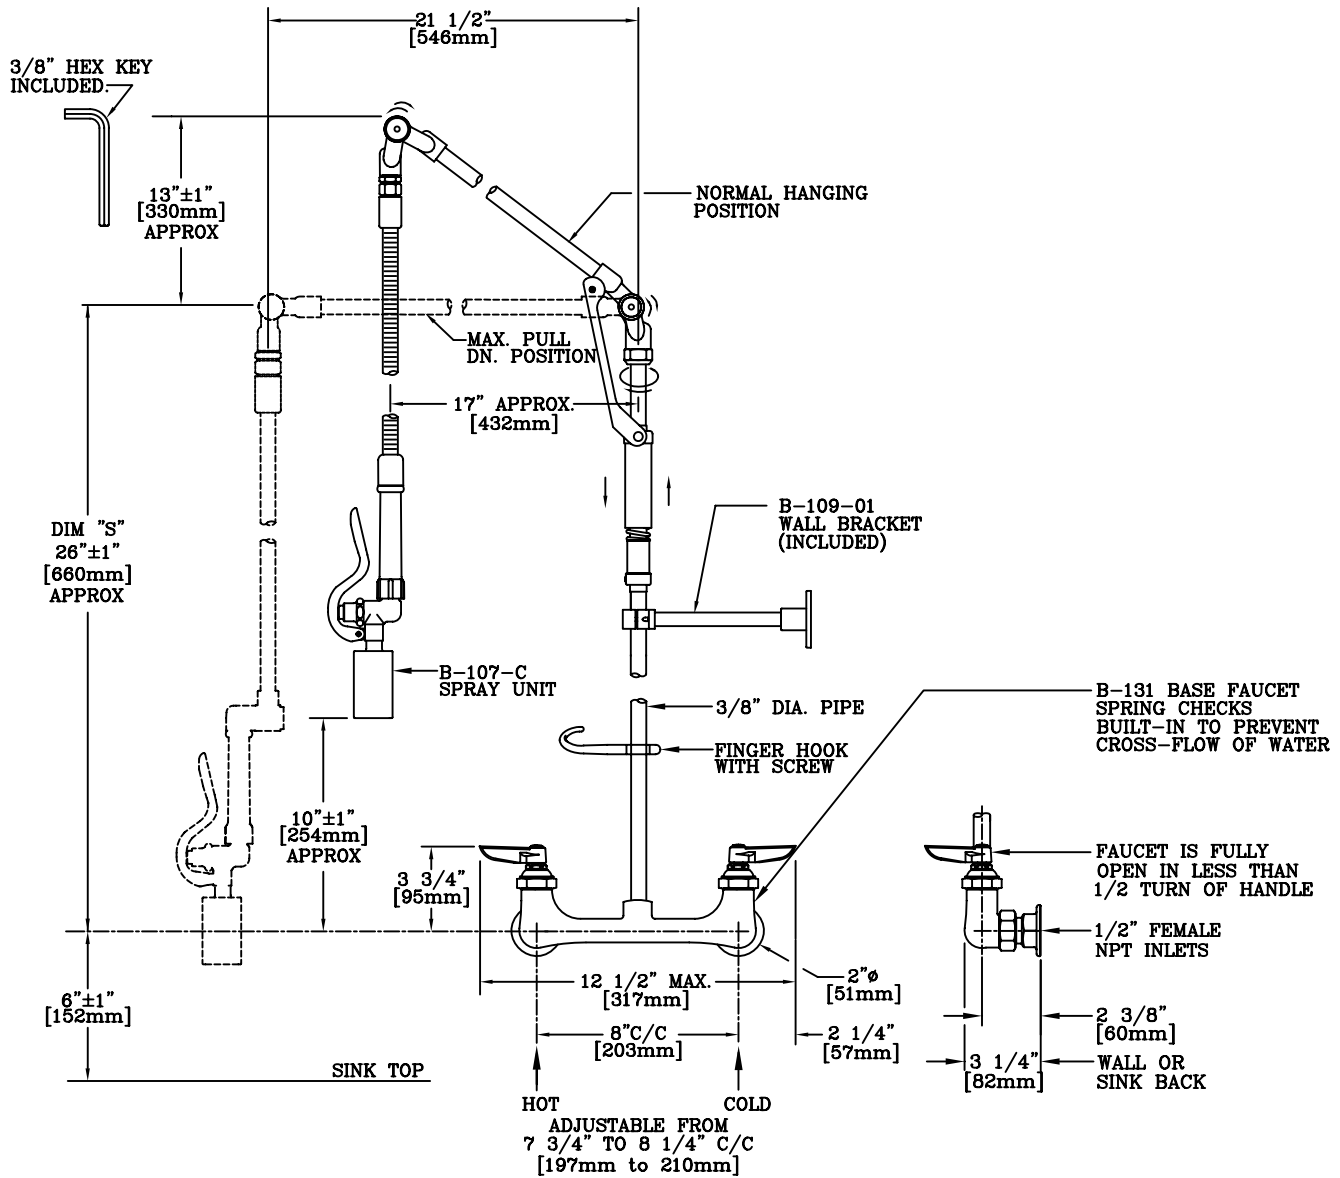 21 1/2"
[546mm]
3/8" HEX KEY
INCLUDED.
13"±1"
[330mm]
APPROX
NORMAL HANGING
POSITION
MAX. PULL
DN. POSITION
17" APPROX.
[432mm]
DIM "S"
26"±1"
[660mm]
APPROX
B-109-01
WALL BRACKET
(INCLUDED)
B-107-C
SPRAY UNIT
3/8" DIA. PIPE
FINGER HOOK
WITH SCREW
B-131 BASE FAUCET
SPRING CHECKS
BUILT-IN TO PREVENT
CROSS-FLOW OF WATER
10"±1"
[254mm]
APPROX
3 3/4"
[95mm]
FAUCET IS FULLY
OPEN IN LESS THAN
1/2 TURN OF HANDLE
1/2" FEMALE
NPT INLETS
12 1/2" MAX.
[317mm]
2"ø
[51mm]
6"±1"
[152mm]
8"C/C
[203mm]
2 1/4"
[57mm]
2 3/8"
[60mm]
3 1/4"
[82mm]
WALL OR
SINK BACK
SINK TOP
HOT
COLD
ADJUSTABLE FROM
7 3/4" TO 8 1/4" C/C
[197mm to 210mm]